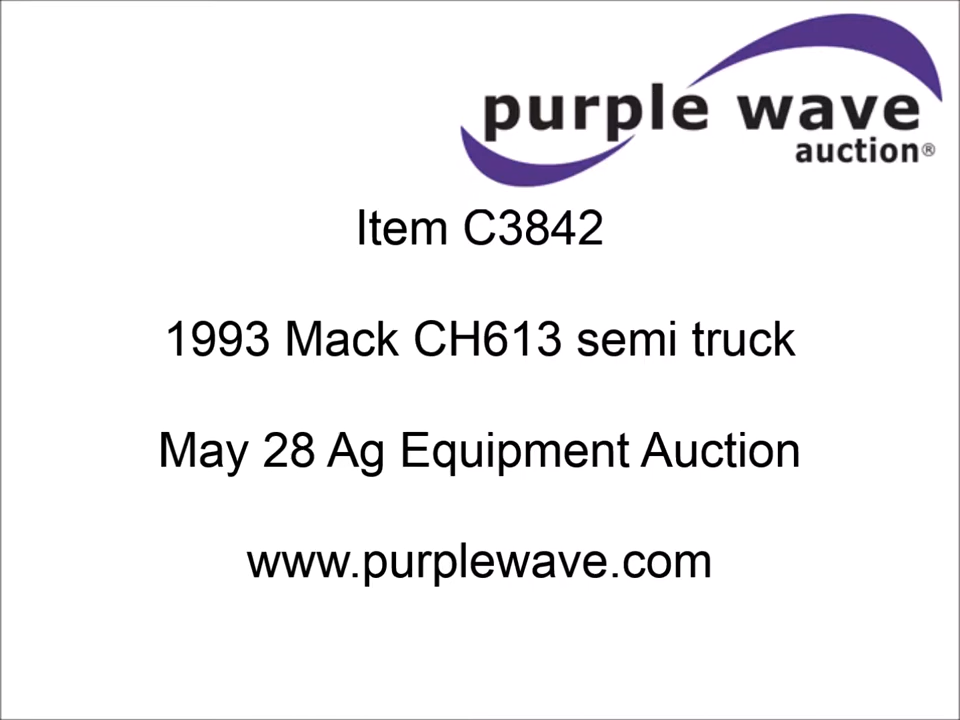 purple wave
auction®
Item C3842
1993 Mack CH613 semi truck
May 28 Ag Equipment Auction
www.purplewave.com